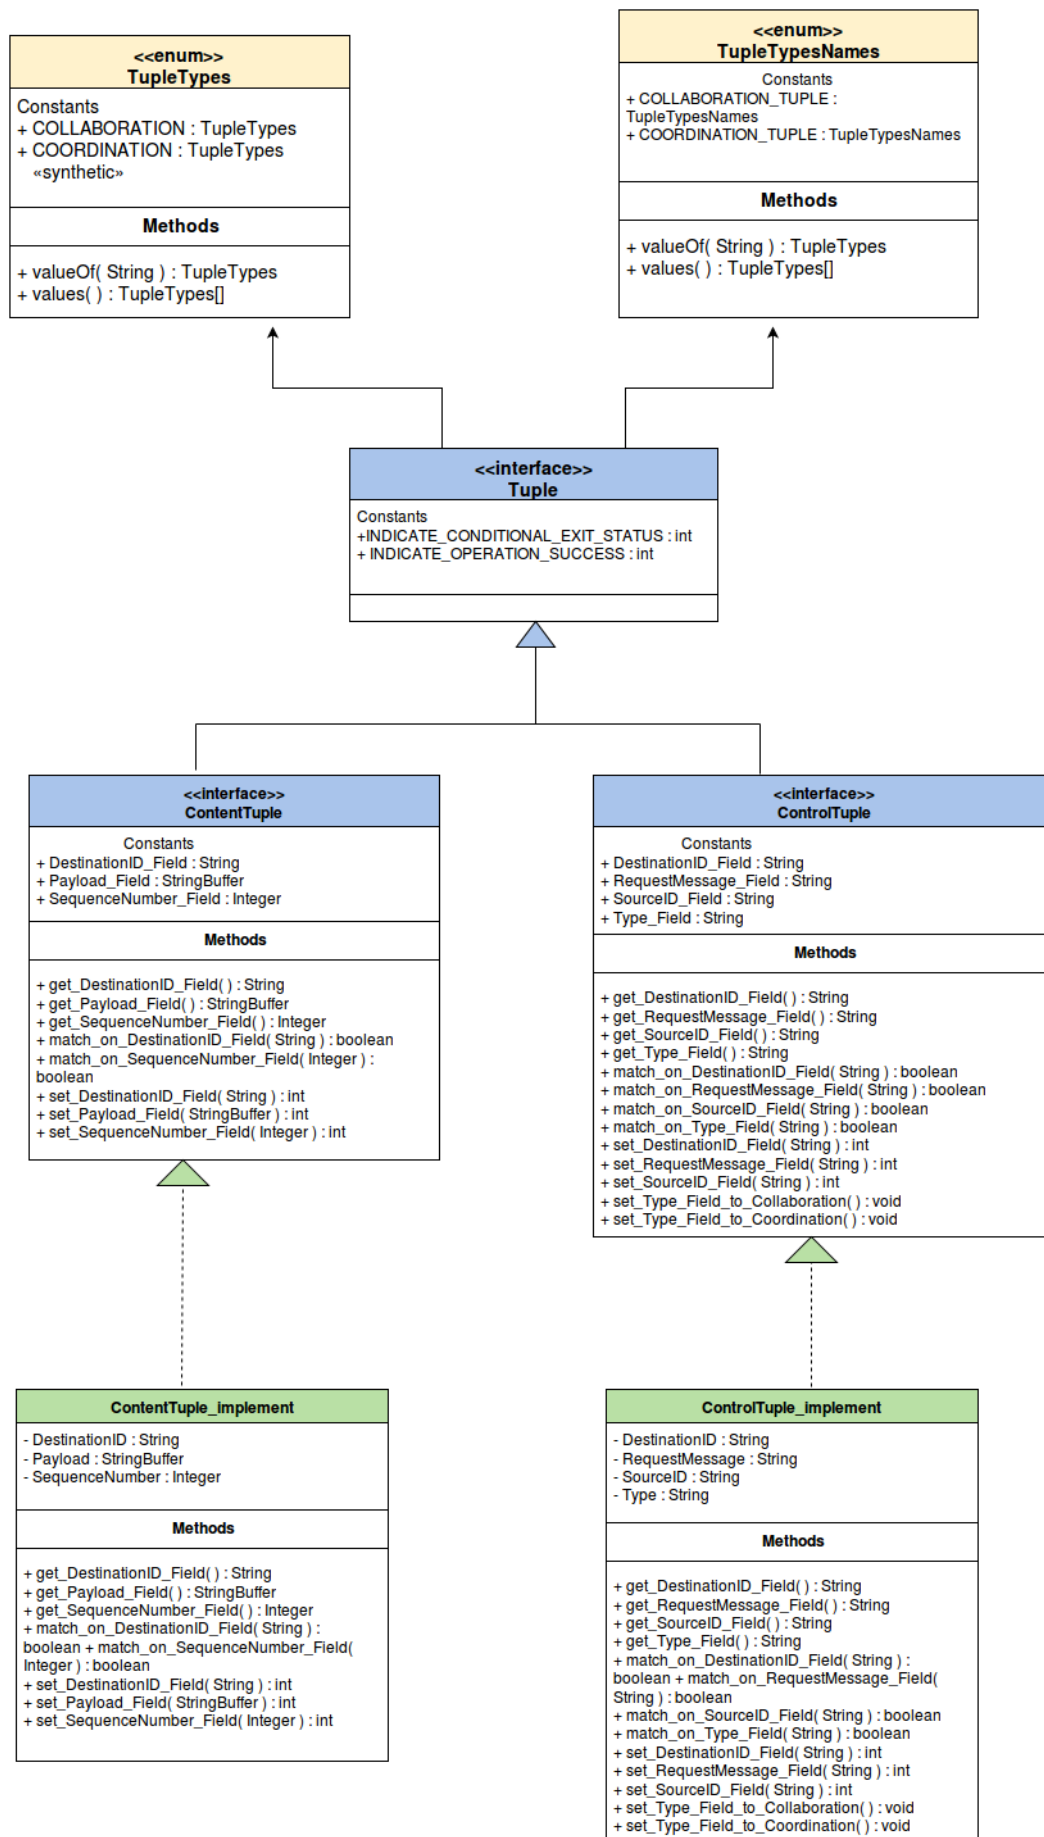 <<enum>>
TupleTypes
Constants
+ COLLABORATION : TupleTypes
+ COORDINATION : TupleTypes
«synthetic»
Methods
+ valueOf( String ) : TupleTypes
+ values( ) : TupleTypes[]
<<enum>>
TupleTypesNames
Constants
+ COLLABORATION_TUPLE :
TupleTypesNames
+ COORDINATION_TUPLE : TupleTypesNames
Methods
+ valueOf( String ) : TupleTypes
+ values( ) : TupleTypes[]
<<interface>>
Tuple
Constants
+INDICATE_CONDITIONAL_EXIT_STATUS : int
+ INDICATE_OPERATION_SUCCESS : int
<<interface>>
ContentTuple
Constants
+ DestinationID_Field : String
+ Payload_Field : StringBuffer
+ SequenceNumber_Field : Integer
Methods
+ get_DestinationID_Field( ) : String
+ get_Payload_Field( ) : StringBuffer
+ get_SequenceNumber_Field( ) : Integer
+ match_on_DestinationID_Field( String ) : boolean
+ match_on_SequenceNumber_Field( Integer ) :
boolean
+ set_DestinationID_Field( String ) : int
+ set_Payload_Field( StringBuffer ) : int
+ set_SequenceNumber_Field( Integer ) : int
<<interface>>
ControlTuple
Constants
+ DestinationID_Field : String
+ RequestMessage_Field : String
+ SourceID_Field : String
+ Type_Field : String
Methods
+ get_DestinationID_Field( ) : String
+ get_RequestMessage_Field( ) : String
+ get_SourceID_Field( ) : String
+ get_Type_Field( ) : String
+ match_on_DestinationID_Field( String ) : boolean
+ match_on_RequestMessage_Field( String ) : boolean
+ match_on_SourceID_Field( String ) : boolean
+ match_on_Type_Field( String ) : boolean
+ set_DestinationID_Field( String ) : int
+ set_RequestMessage_Field( String ) : int
+ set_SourceID_Field( String ) : int
+ set_Type_Field_to_Collaboration( ) : void
+ set_Type_Field_to_Coordination( ) : void
ContentTuple_implement
- DestinationID : String
- Payload : StringBuffer
- SequenceNumber : Integer
Methods
+ get_DestinationID_Field( ) : String
+ get_Payload_Field( ) : StringBuffer
+ get_SequenceNumber_Field( ) : Integer
+ match_on_DestinationID_Field( String ) :
boolean + match_on_SequenceNumber_Field(
Integer ) : boolean
+ set_DestinationID_Field( String ) : int
+ set_Payload_Field( StringBuffer ) : int
+ set_SequenceNumber_Field( Integer ) : int
ControlTuple_implement
- DestinationID : String
- RequestMessage : String
- SourceID : String
- Type : String
Methods
+ get_DestinationID_Field( ) : String
+ get_RequestMessage_Field( ) : String
+ get_SourceID_Field( ) : String
+ get_Type_Field( ) : String
+ match_on_DestinationID_Field( String ) :
boolean + match_on_RequestMessage_Field(
String ) : boolean
+ match_on_SourceID_Field( String ) : boolean
+ match_on_Type_Field( String ) : boolean
+ set_DestinationID_Field( String ) : int
+ set_RequestMessage_Field( String ) : int
+ set_SourceID_Field( String ) : int
+ set_Type_Field_to_Collaboration( ) : void
+ set_Type_Field_to_Coordination( ) : void